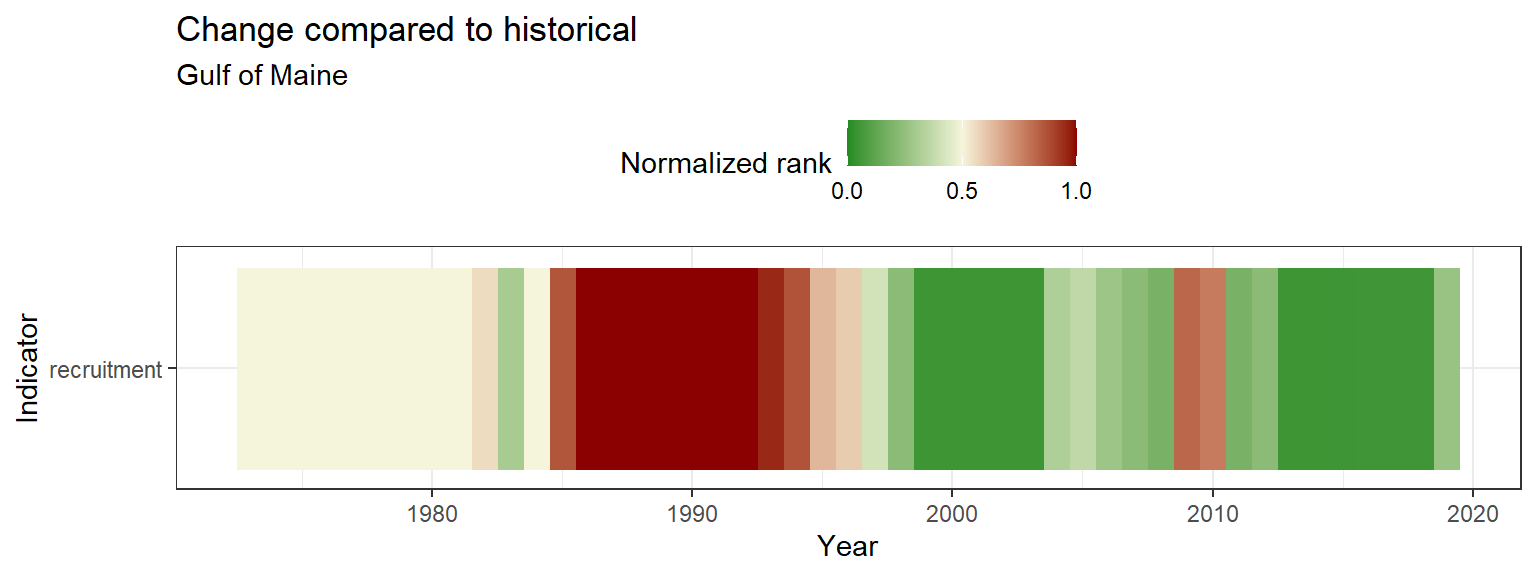 Change compared to historical
Gulf of Maine
Normalized rank
0.0 0.5 1.0
Indicator
recruitment
1980 1990 2000 2010 2020
Year